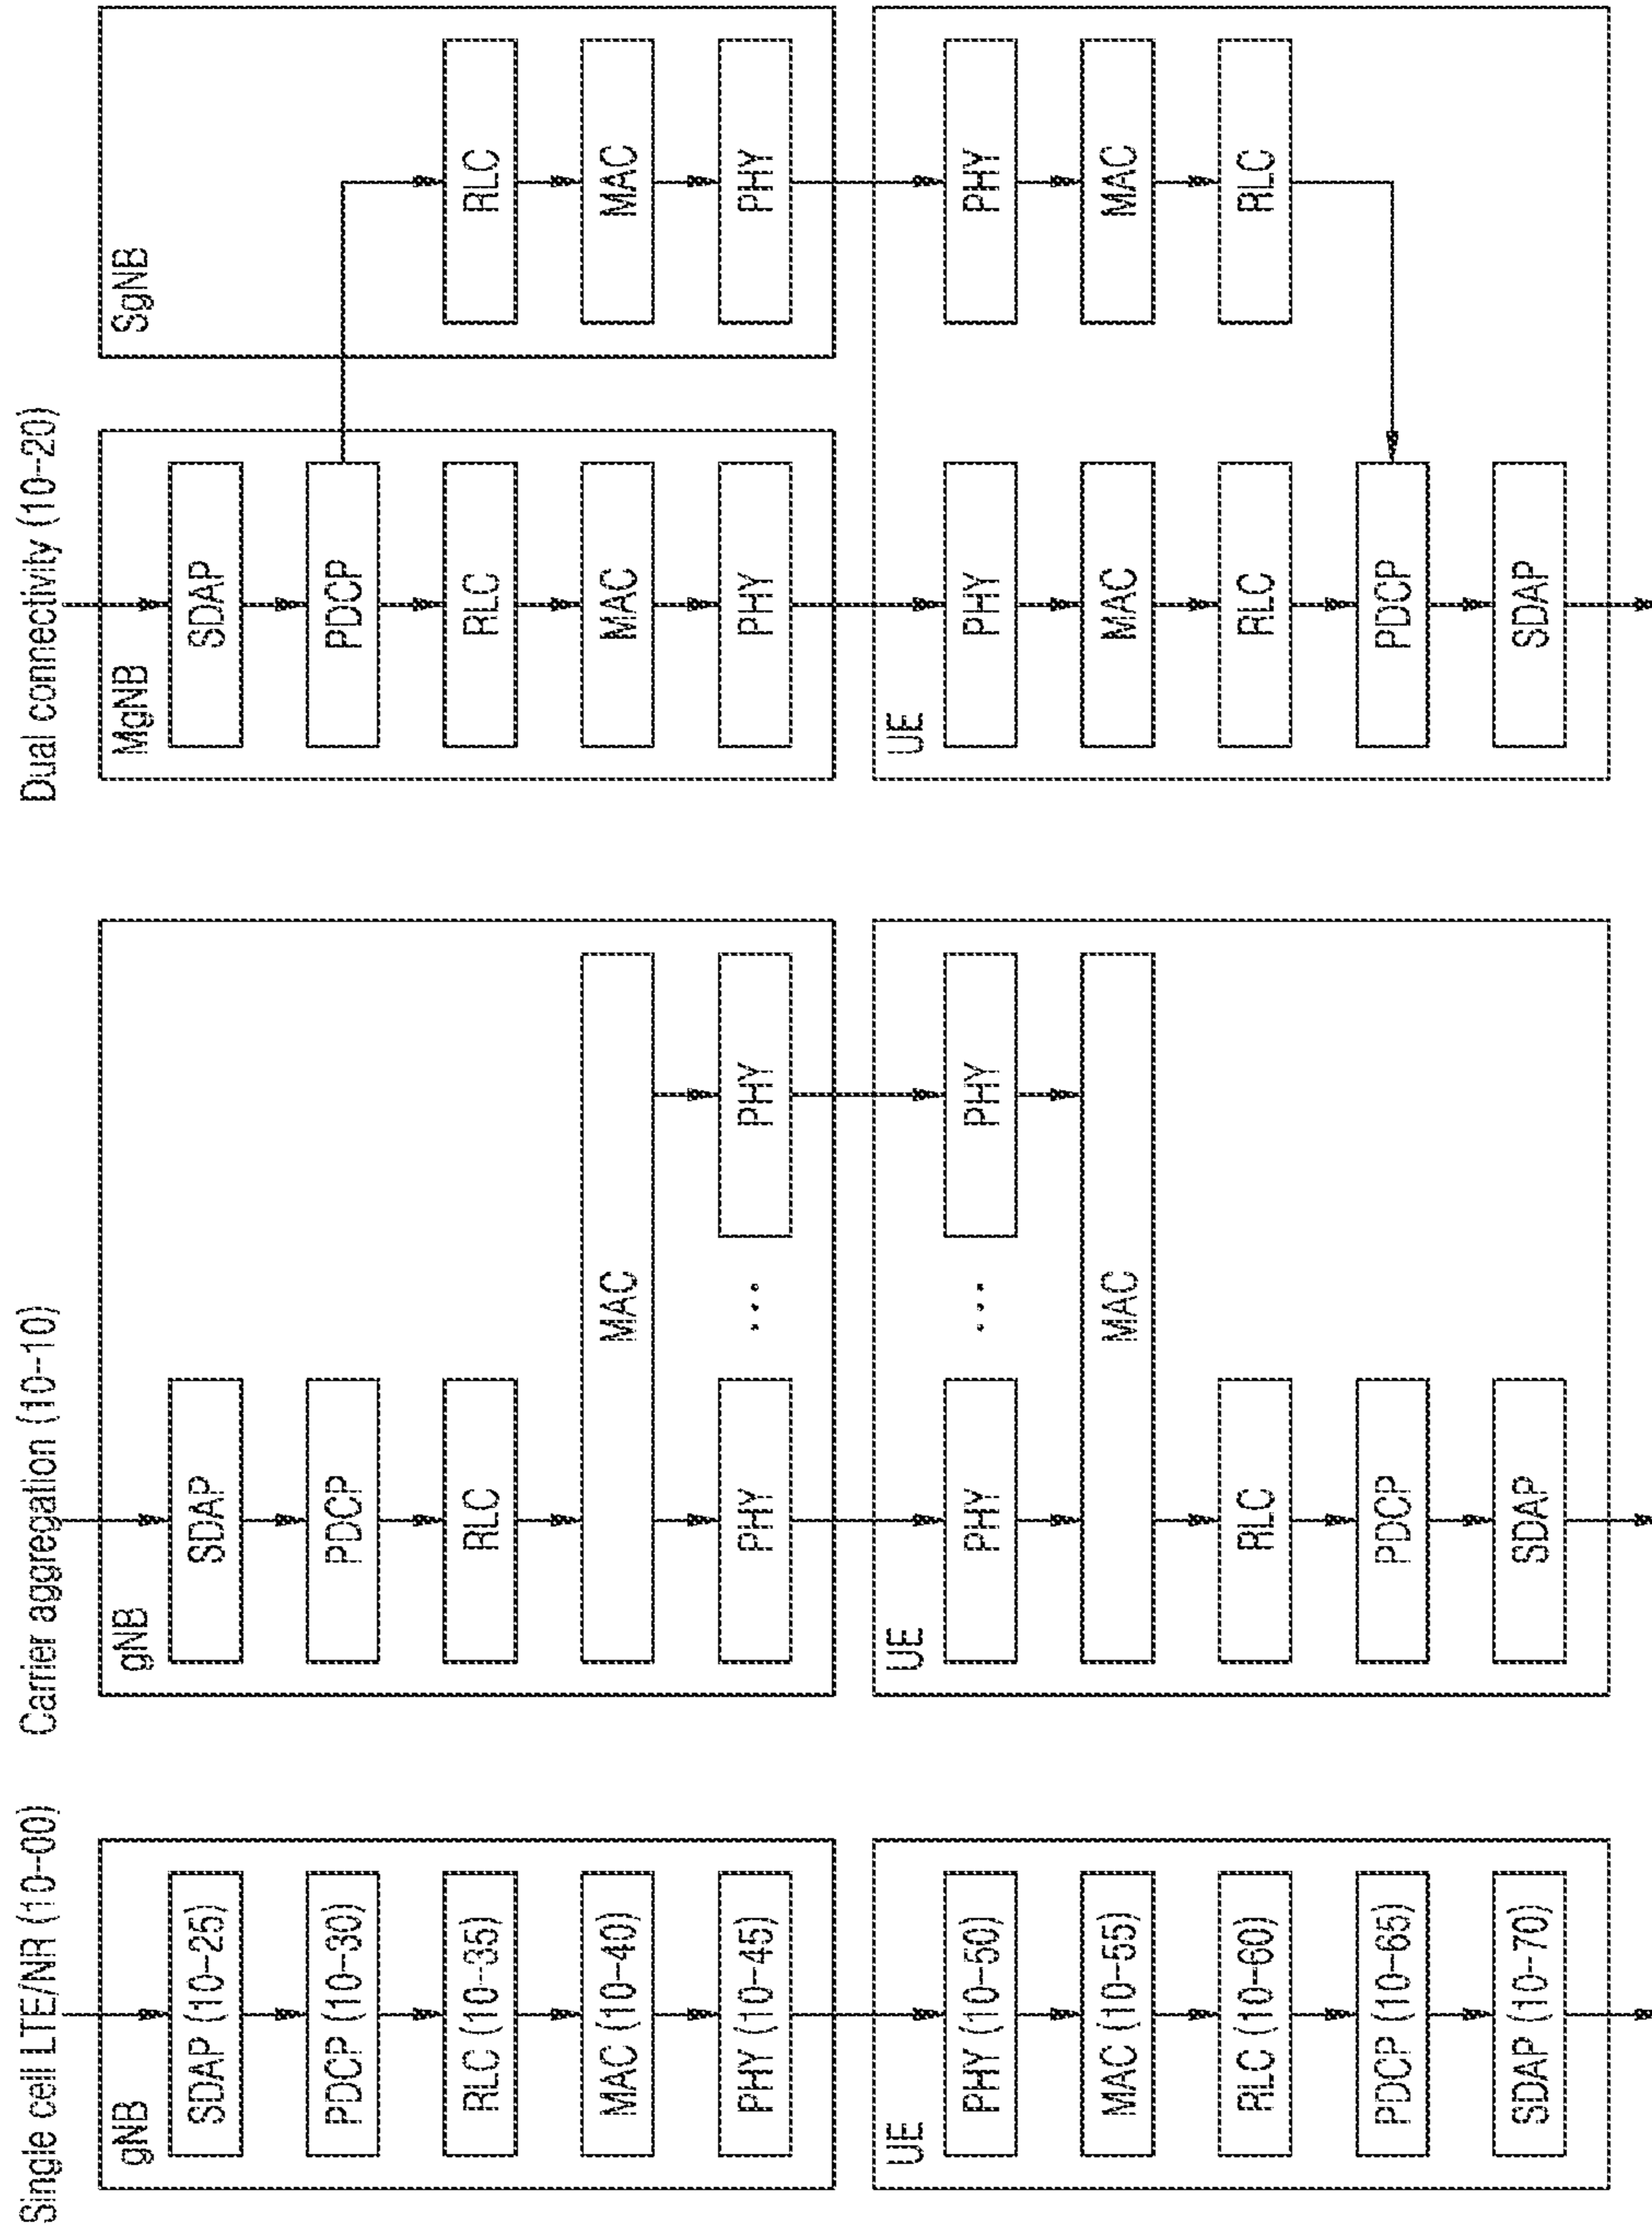 Single cell LTE/NR (10-00)
gNB
SDAP (10-25)
PDCP (10-30)
RLC (10-35)
MAC (10-40)
PHY (10-45)
UE
PHY (10-50)
MAC (10-55)
RLC (10-60)
PDCP (10-65)
SDAP (10-70)
Carrier aggregation (10-10)
gNB
SDAP
PDCP
RLC
MAC
PHY
...
PHY
UE
PHY
...
PHY
MAC
RLC
PDCP
SDAP
Dual connectivity (10-20)
MgNB
SDAP
PDCP
RLC
MAC
PHY
SgNB
RLC
MAC
PHY
UE
PHY
MAC
RLC
PDCP
SDAP
PHY
MAC
RLC